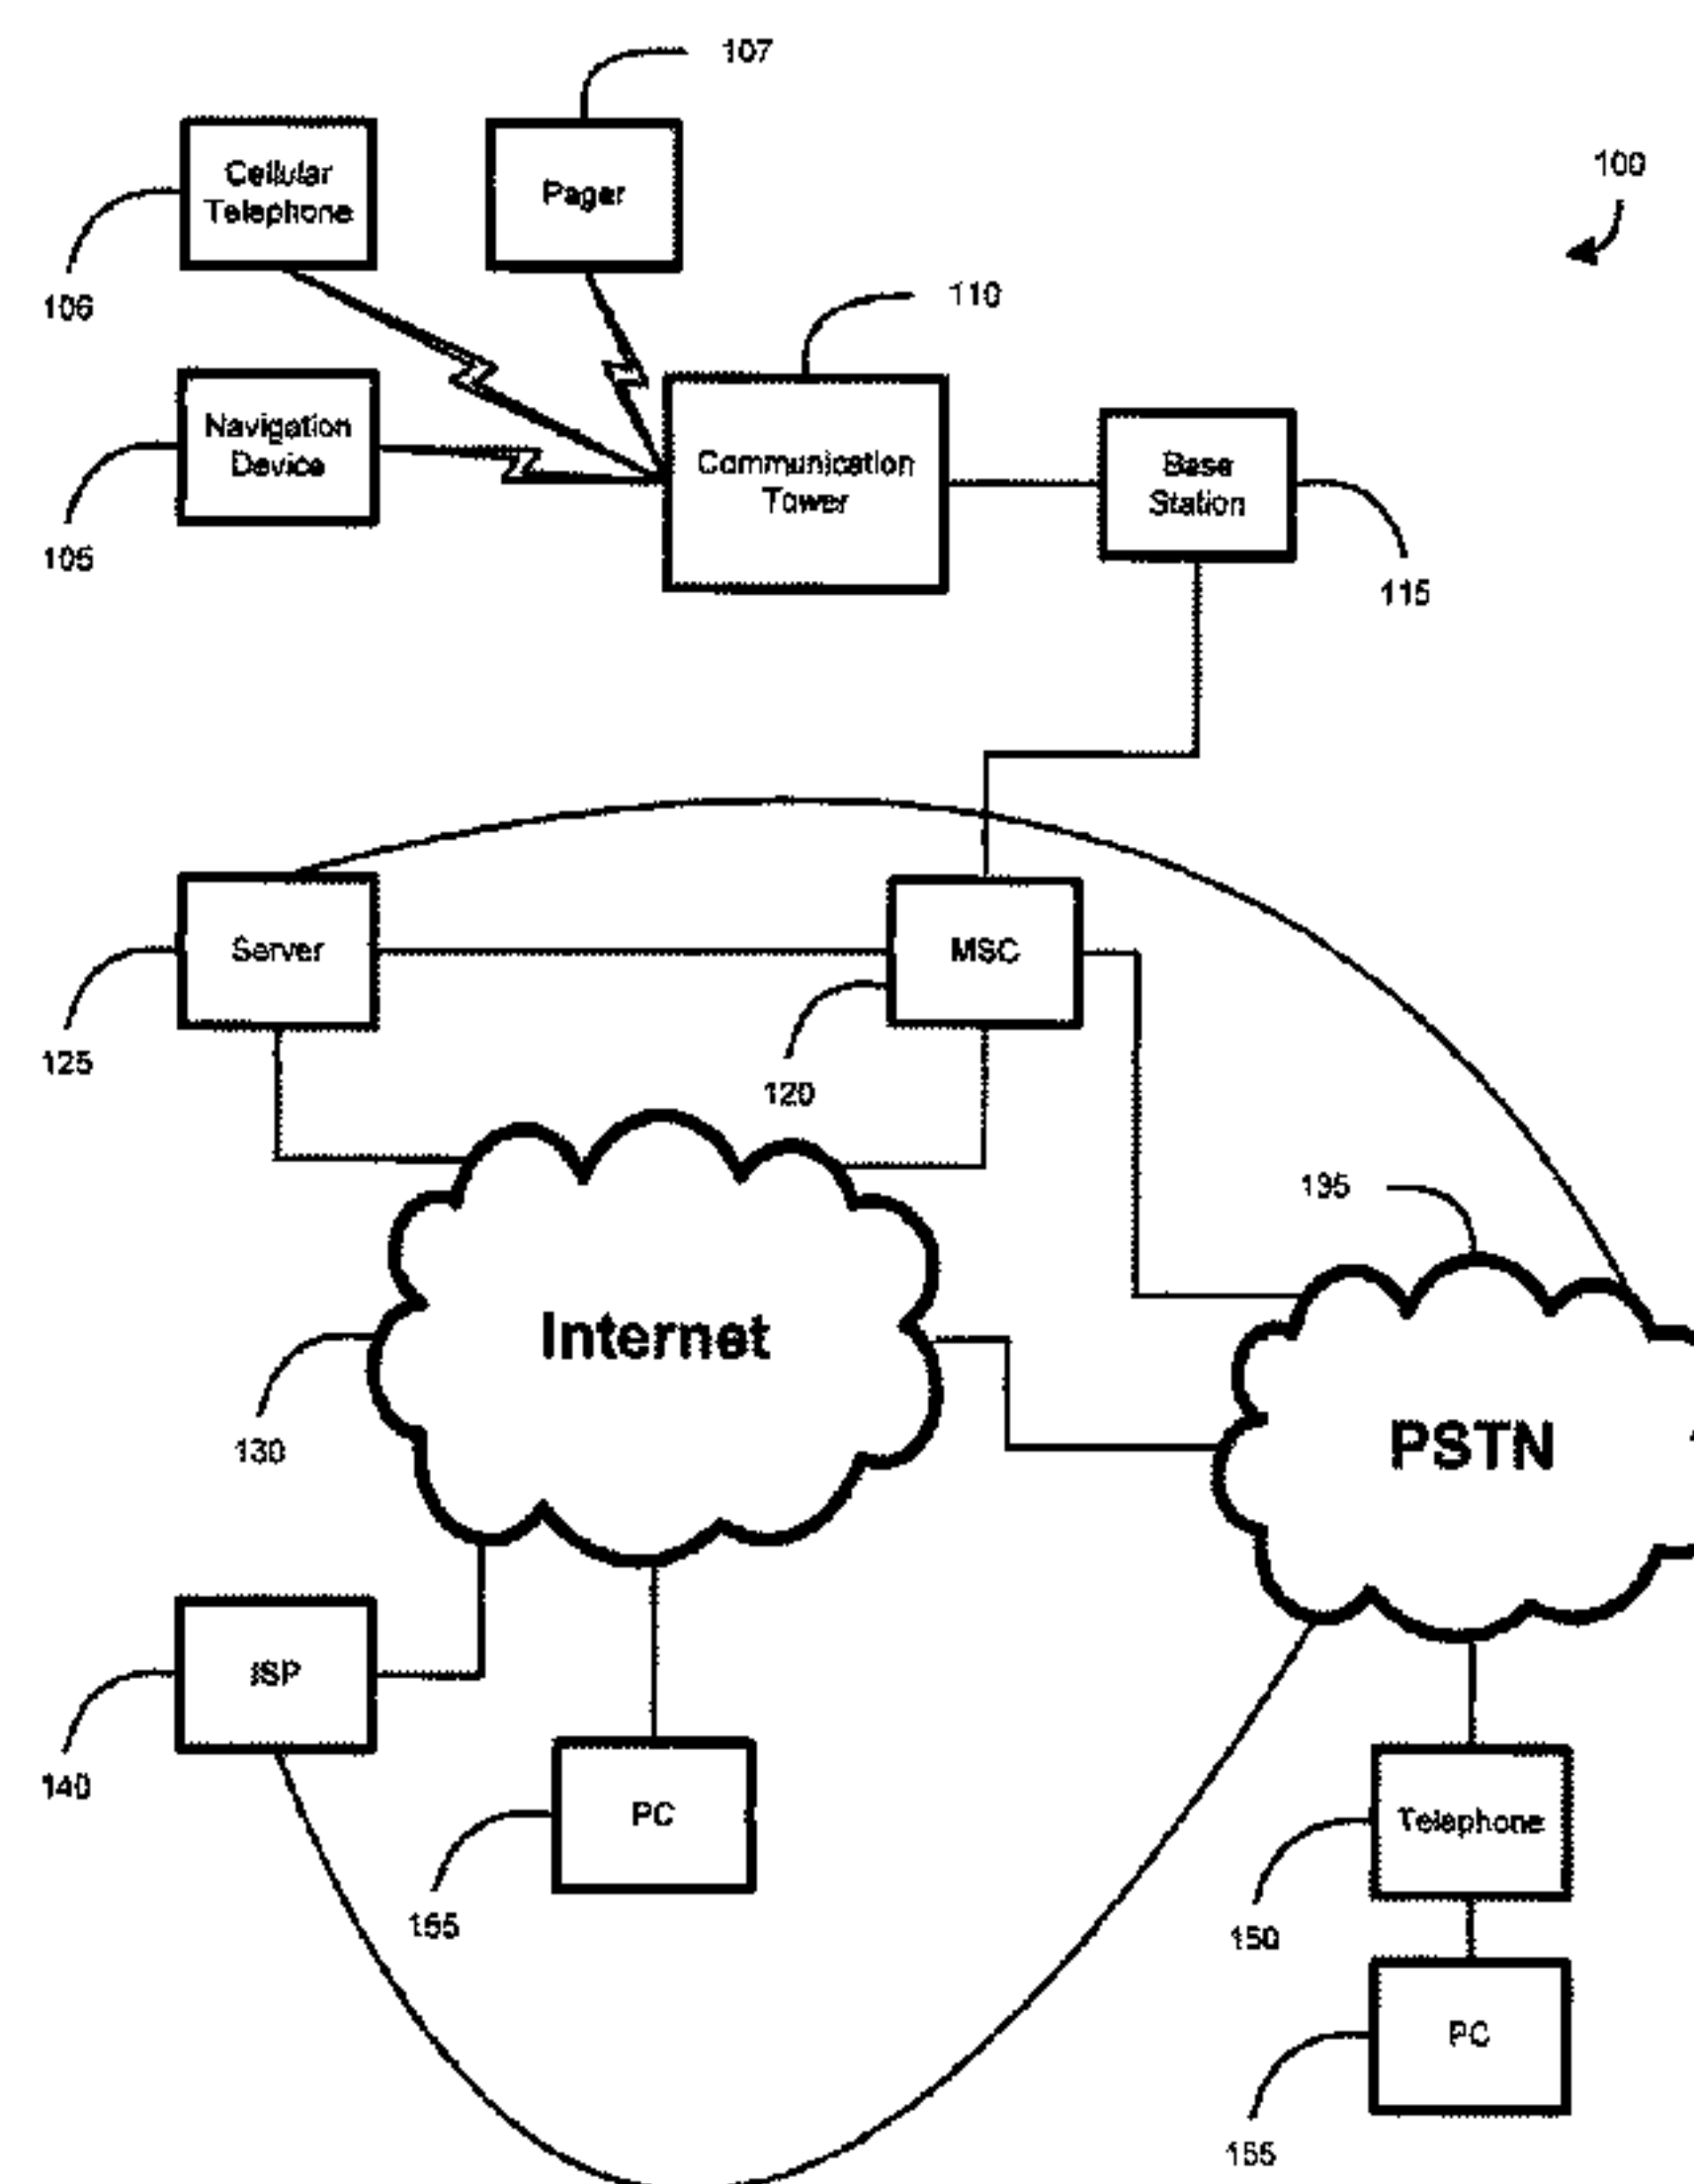 107
100
Cellular
Telephone
Pager
106
110
Navigation
Device
Communication
Tower
Base
Station
105
115
Server
MSC
125
120
195
Internet
130
PSTN
ISP
140
PC
Telephone
155
150
PC
155